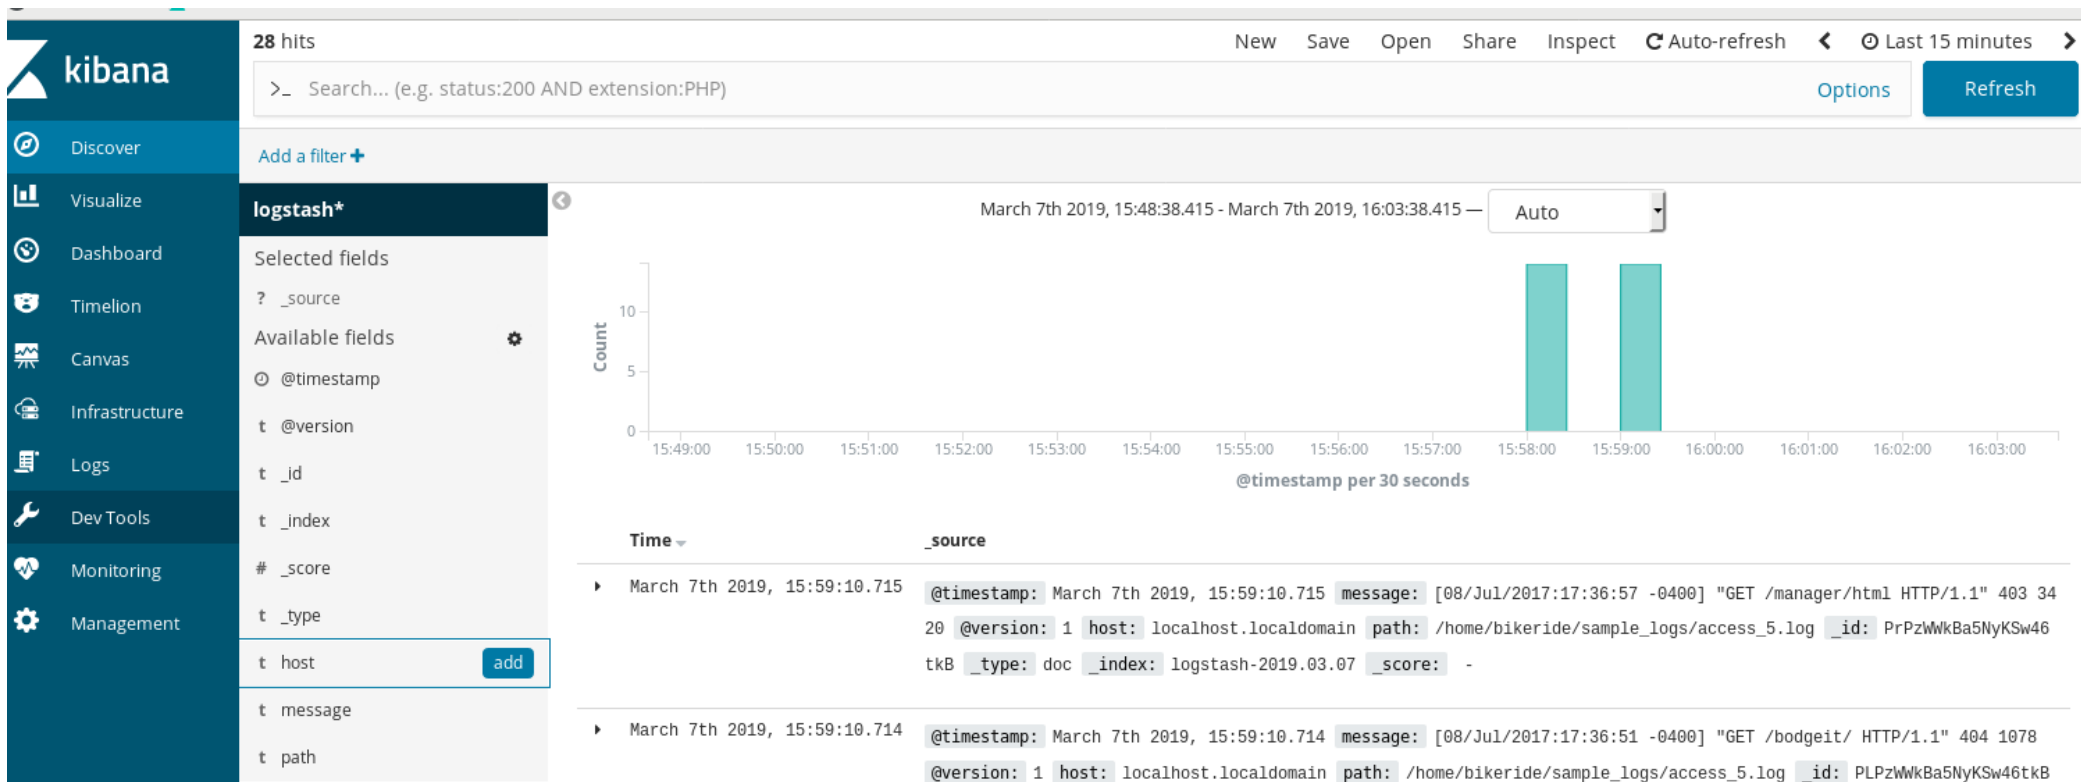 28 hits
New Save Open Share Inspect Auto-refresh Last 15 minutes
kibana
>_ Search... (e.g. status:200 AND extension:PHP) Options Refresh
Discover
Visualize
Dashboard
Timelion
Canvas
Infrastructure
Logs
Dev Tools
Monitoring
Management
Add a filter +
logstash*
Selected fields
? _source
Available fields
@timestamp
t @version
t _id
t _index
# _score
t _type
t host add
t message
t path
March 7th 2019, 15:48:38.415 - March 7th 2019, 16:03:38.415 — Auto
Count
10
5
0
15:49:00 15:50:00 15:51:00 15:52:00 15:53:00 15:54:00 15:55:00 15:56:00 15:57:00 15:58:00 15:59:00 16:00:00 16:01:00 16:02:00 16:03:00
@timestamp per 30 seconds
Time _source
March 7th 2019, 15:59:10.715 @timestamp: March 7th 2019, 15:59:10.715 message: [08/Jul/2017:17:36:57 -0400] "GET /manager/html HTTP/1.1" 403 34
20 @version: 1 host: localhost.localdomain path: /home/bikeride/sample_logs/access_5.log _id: PrPzWWkBa5NyKSw46
tkB _type: doc _index: logstash-2019.03.07 _score: -
March 7th 2019, 15:59:10.714 @timestamp: March 7th 2019, 15:59:10.714 message: [08/Jul/2017:17:36:51 -0400] "GET /bodgeit/ HTTP/1.1" 404 1078
@version: 1 host: localhost.localdomain path: /home/bikeride/sample_logs/access_5.log _id: PLPzWWkBa5NyKSw46tkB